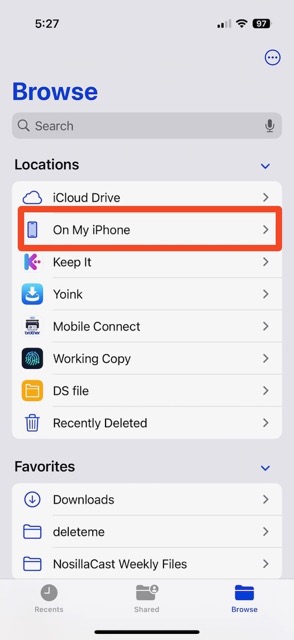 5:27
97
Browse
Search
Locations
iCloud Drive
On My iPhone
Keep It
Yoink
brother
Mobile Connect
Working Copy
DS file
Recently Deleted
Favorites
Downloads
deleteme
NosillaCast Weekly Files
Recents
Shared
Browse